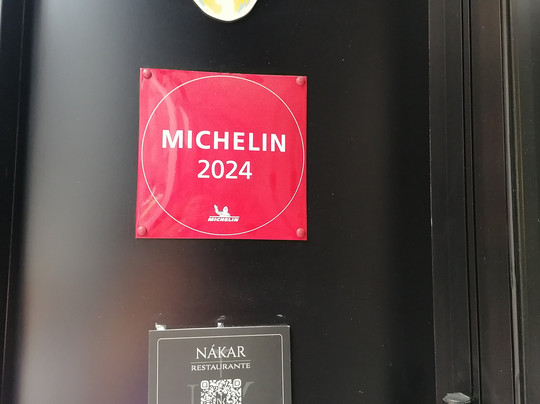 MICHELIN
2024
MICHELIN
NÁKAR
RESTAURANTE